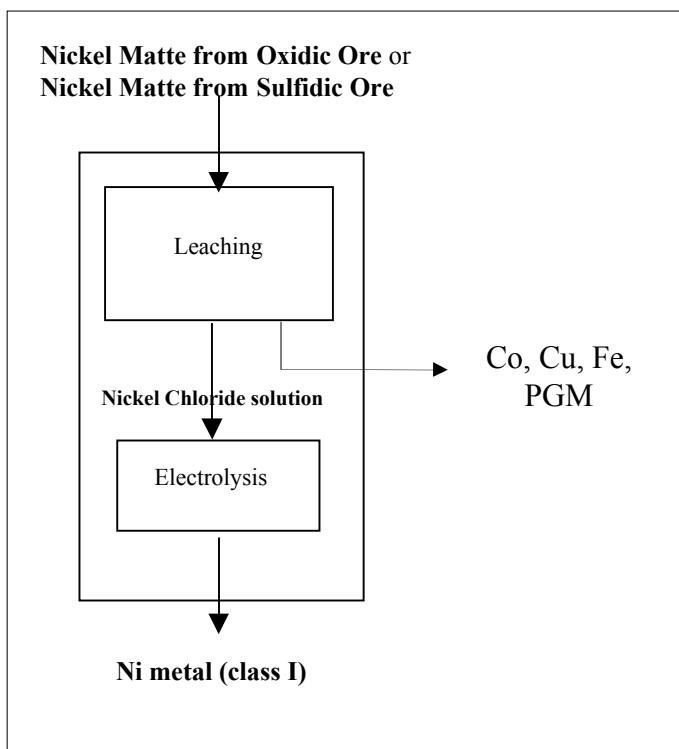 Nickel Matte from Oxidic Ore or
Nickel Matte from Sulfidic Ore
Leaching
Co, Cu, Fe,
PGM
Nickel Chloride solution
Electrolysis
Ni metal (class I)